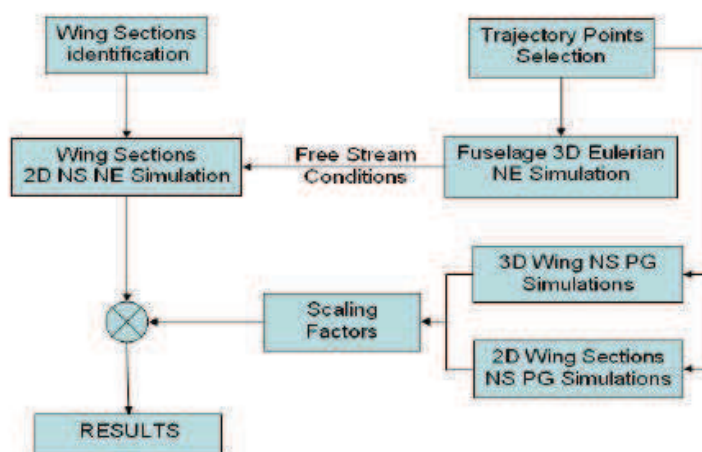 Wing Sections
identification
Trajectory Points
Selection
Wing Sections
2D NS NE Simulation
Free Stream
Conditions
Fuselage 3D Eulerian
NE Simulation
3D Wing NS PG
Simulations
Scaling
Factors
2D Wing Sections
NS PG Simulations
RESULTS